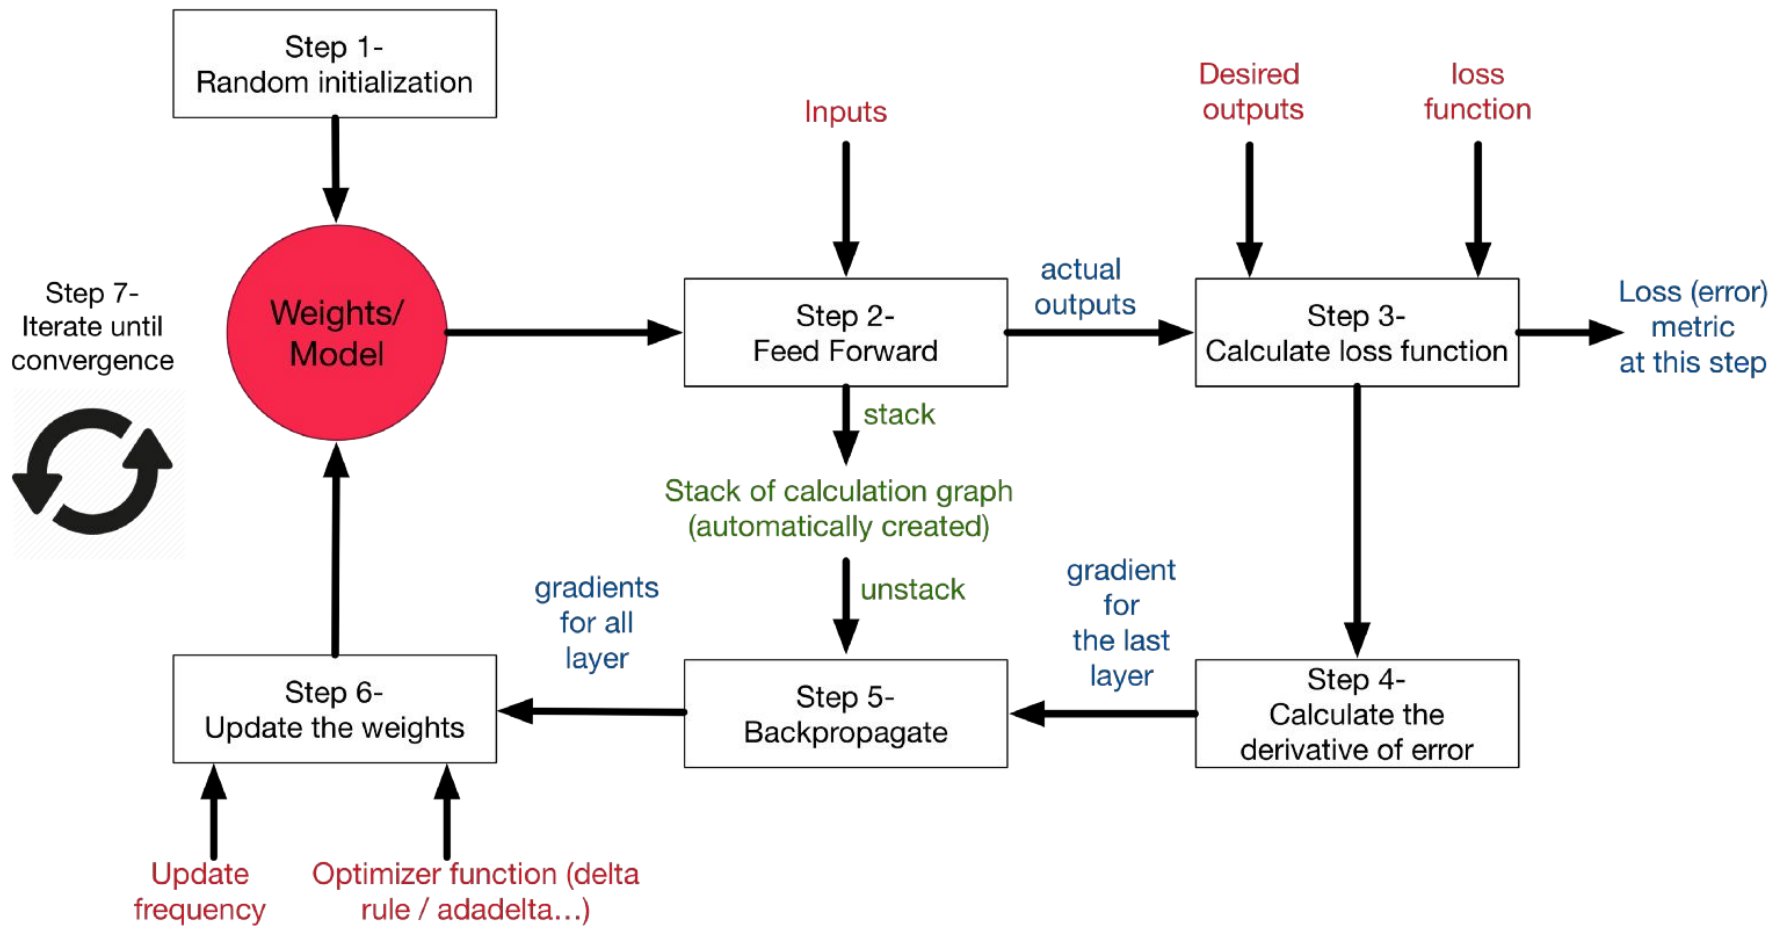 Step 1-
Random initialization
Inputs
Desired
outputs
loss
function
Step 7-
Iterate until
convergence
Weights/
Model
Step 2-
Feed Forward
actual
outputs
Step 3-
Calculate loss function
Loss (error)
metric
at this step
stack
Stack of calculation graph
(automatically created)
unstack
gradients
for all
layer
gradient
for
the last
layer
Step 6-
Update the weights
Step 5-
Backpropagate
Step 4-
Calculate the
derivative of error
Update
frequency
Optimizer function (delta
rule / adadelta...)